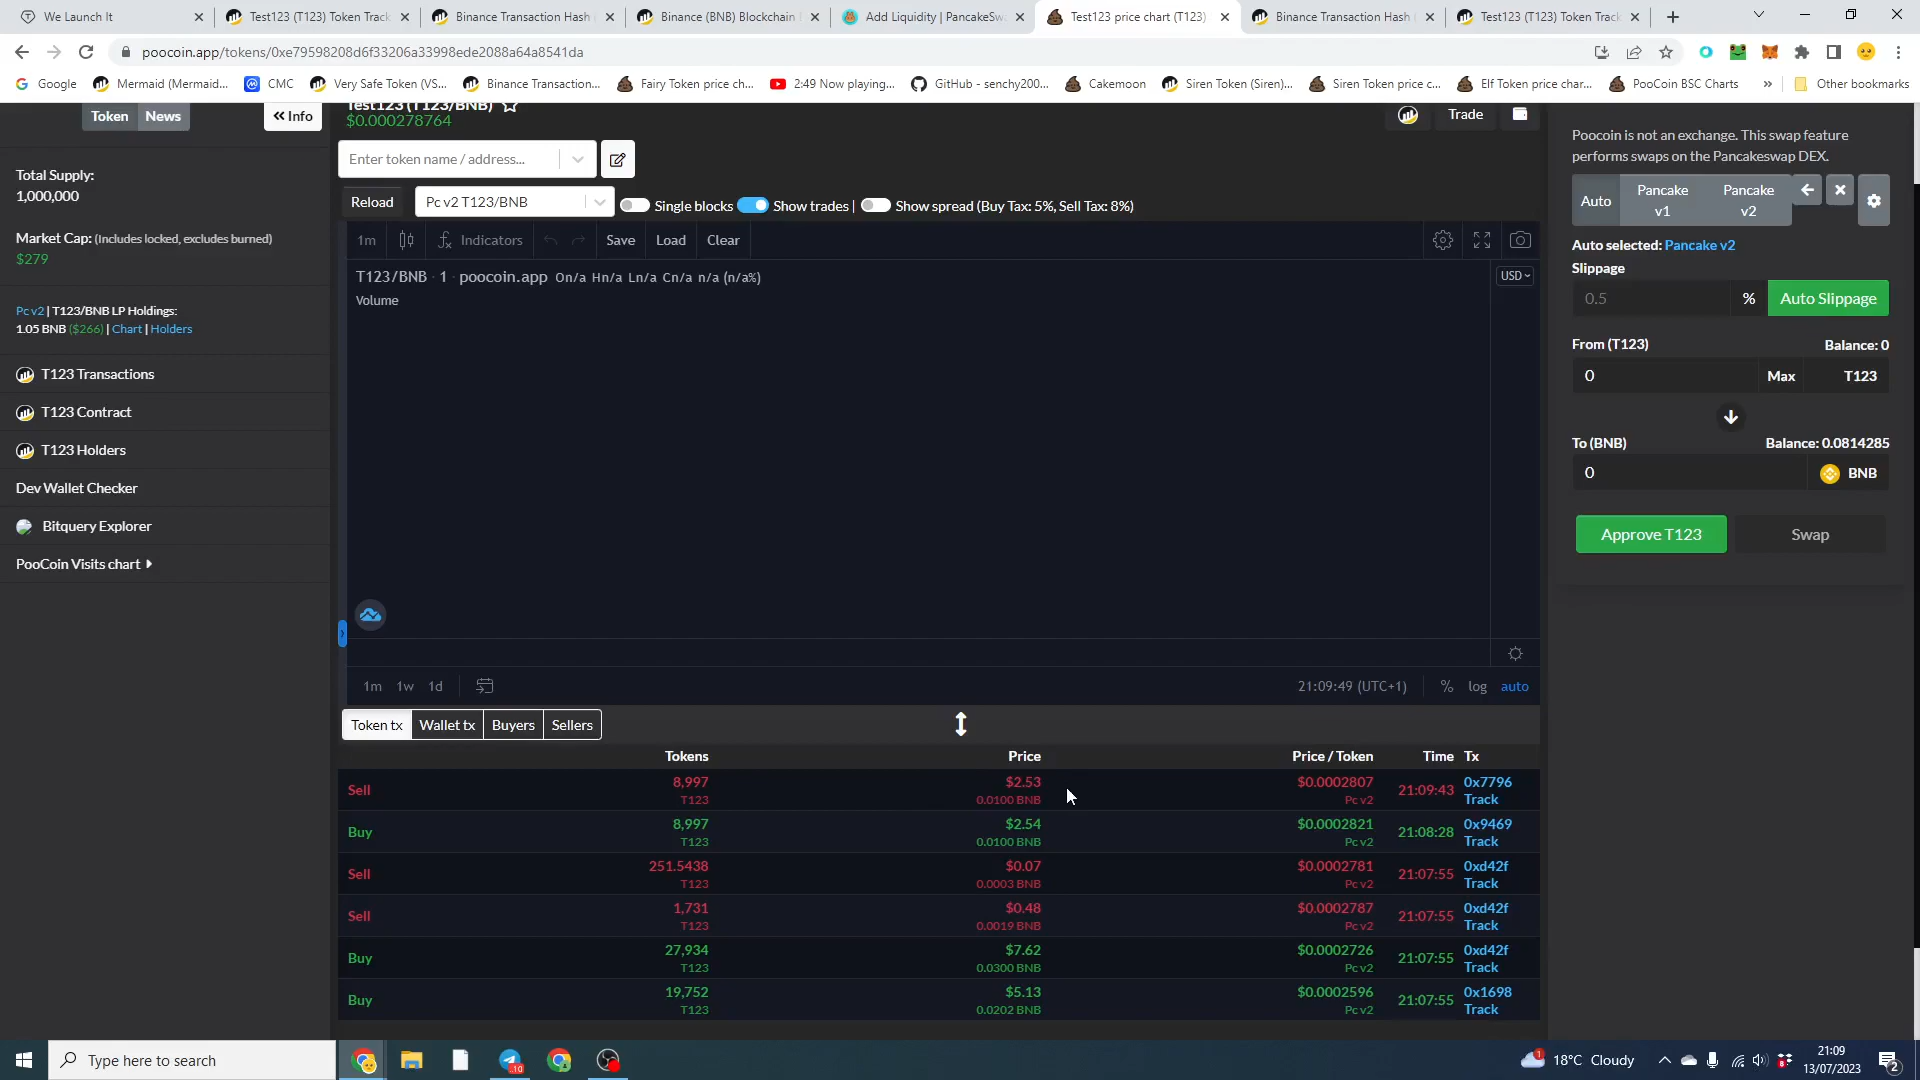 We Launch It
Test123 (T123) Token Track
Binance Transaction Hash
Binance (BNB) Blockchain E
Add Liquidity | PancakeSwa
Test123 price chart (T123)
Binance Transaction Hash
Test123 (T123) Token Track
poocoin.app/tokens/0xe79598208d6f33206a33998ede2088a64a8541da
Google
Mermaid (Mermaid...
CMC
Very Safe Token (VS...
Binance Transaction...
Fairy Token price ch...
2:49 Now playing...
GitHub - senchy200...
Cakemoon
Siren Token (Siren)...
Siren Token price c...
Elf Token price char...
PooCoin BSC Charts
»
Other bookmarks
Token
News
Info
Test123 (T123/BNB)
$0.000278764
Trade
Total Supply:
1,000,000
Market Cap: (Includes locked, excludes burned)
$279
Pc v2 | T123/BNB LP Holdings:
1.05 BNB ($266) | Chart | Holders
T123 Transactions
T123 Contract
T123 Holders
Dev Wallet Checker
Bitquery Explorer
PooCoin Visits chart
Enter token name / address...
Reload
Pc v2 T123/BNB
Single blocks
Show trades |
Show spread (Buy Tax: 5%, Sell Tax: 8%)
1m
Indicators
Save
Load
Clear
T123/BNB · 1 · poocoin.app On/a Hn/a Ln/a Cn/a n/a (n/a%)
USD
Volume
1m 1w 1d
21:09:49 (UTC+1)
% log auto
Token tx
Wallet tx
Buyers
Sellers
Tokens Price Price / Token Time Tx
Sell 8,997 $2.53 $0.0002807 21:09:43 0x7796
T123 0.0100 BNB Pc v2 Track
Buy 8,997 $2.54 $0.0002821 21:08:28 0x9469
T123 0.0100 BNB Pc v2 Track
Sell 251.5438 $0.07 $0.0002781 21:07:55 0xd42f
T123 0.0003 BNB Pc v2 Track
Sell 1,731 $0.48 $0.0002787 21:07:55 0xd42f
T123 0.0019 BNB Pc v2 Track
Buy 27,934 $7.62 $0.0002726 21:07:55 0xd42f
T123 0.0300 BNB Pc v2 Track
Buy 19,752 $5.13 $0.0002596 21:07:55 0x1698
T123 0.0202 BNB Pc v2 Track
Poocoin is not an exchange. This swap feature
performs swaps on the Pancakeswap DEX.
Auto
Pancake
v1
Pancake
v2
Auto selected: Pancake v2
Slippage
0.5
%
Auto Slippage
From (T123)
Balance: 0
0
Max
T123
To (BNB)
Balance: 0.0814285
0
BNB
Approve T123
Swap
Type here to search
18°C Cloudy
21:09
13/07/2023